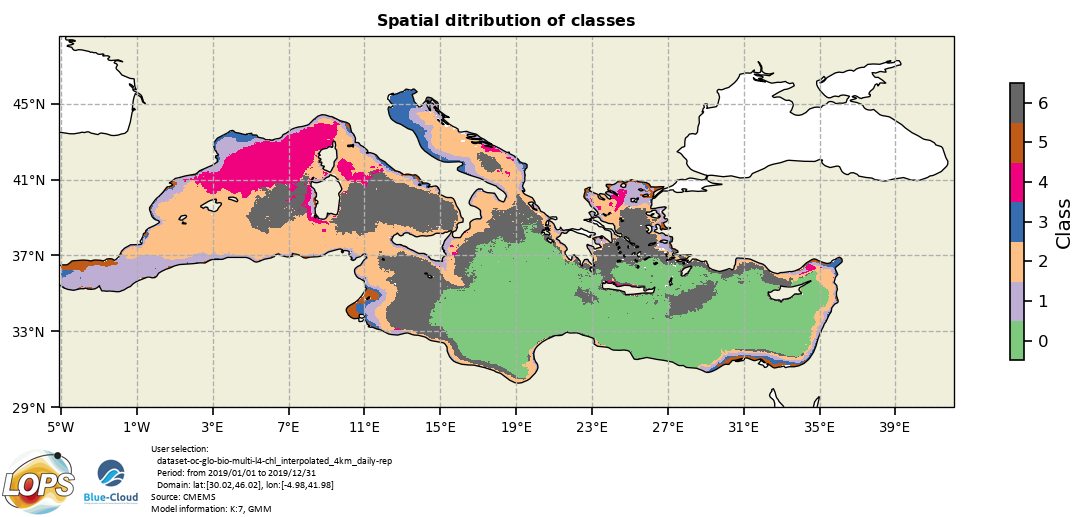 Spatial ditribution of classes
45°N
41°N
37°N
33°N
29°N
5°W 1°W 3°E 7°E 11°E 15°E 19°E 23°E 27°E 31°E 35°E 39°E
6
5
4
3
2
1
0
Class
LOPS
Blue-Cloud
User selection:
dataset-oc-glo-bio-multi-l4-chl_interpolated_4km_daily-rep
Period: from 2019/01/01 to 2019/12/31
Domain: lat:[30.02,46.02], lon:[-4.98,41.98]
Source: CMEMS
Model information: K:7, GMM